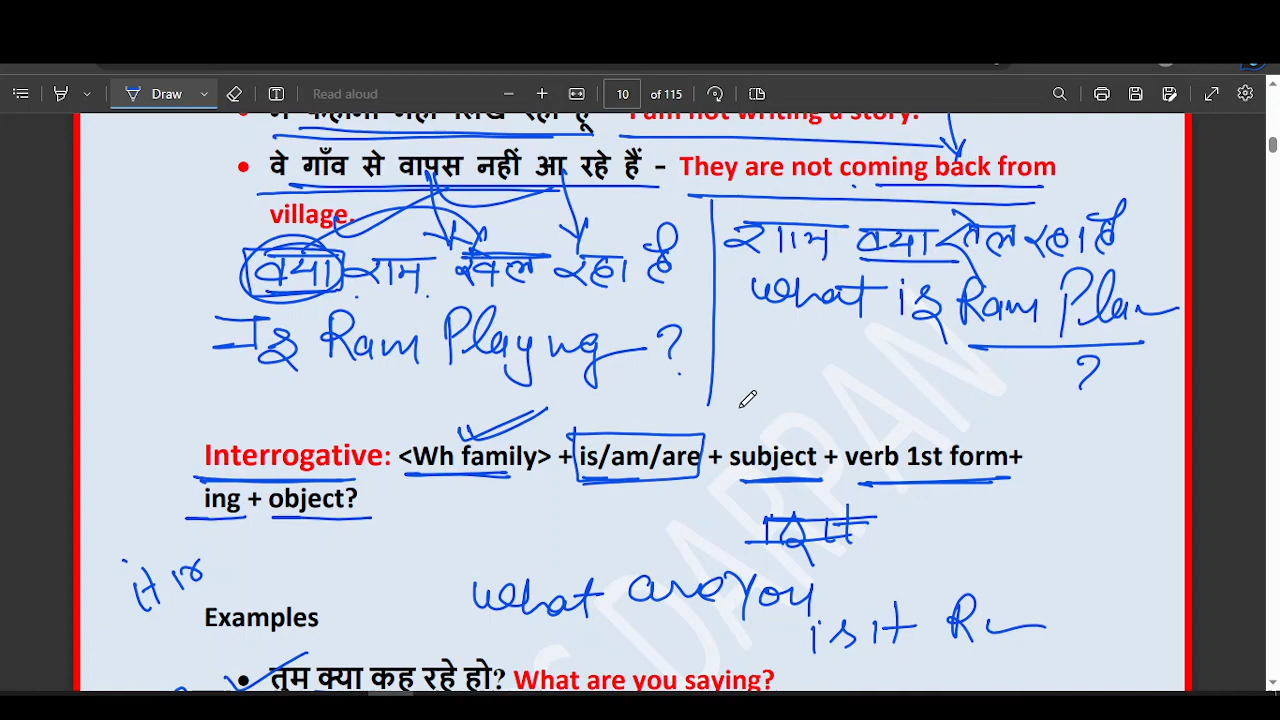 Draw
Read aloud
10 of 115
I am not writing a story.
वे गाँव से वापस नहीं आ रहे हैं – They are not coming back from
village.
क्या राम खेल रहा है
राम क्या खेल रहा है
Is Ram Playing ?
what is Ram Play
?
Interrogative: <Wh family> + is/am/are + subject + verb 1st form+
ing + object?
it is
what are you
is it R
Examples
तुम क्या कह रहे हो? What are you saying?
DARPAN